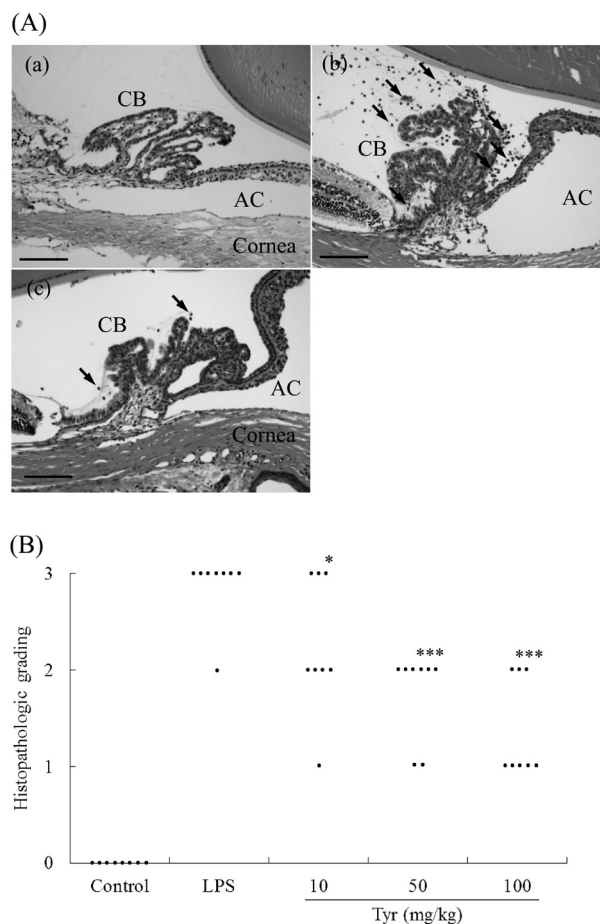 (A)
(a)
CB
AC
Cornea
(b)
CB
AC
(c)
CB
AC
Cornea
(B)
Histopathologic grading
3
2
1
0
*
***
***
Control LPS 10 50 100
Tyr (mg/kg)